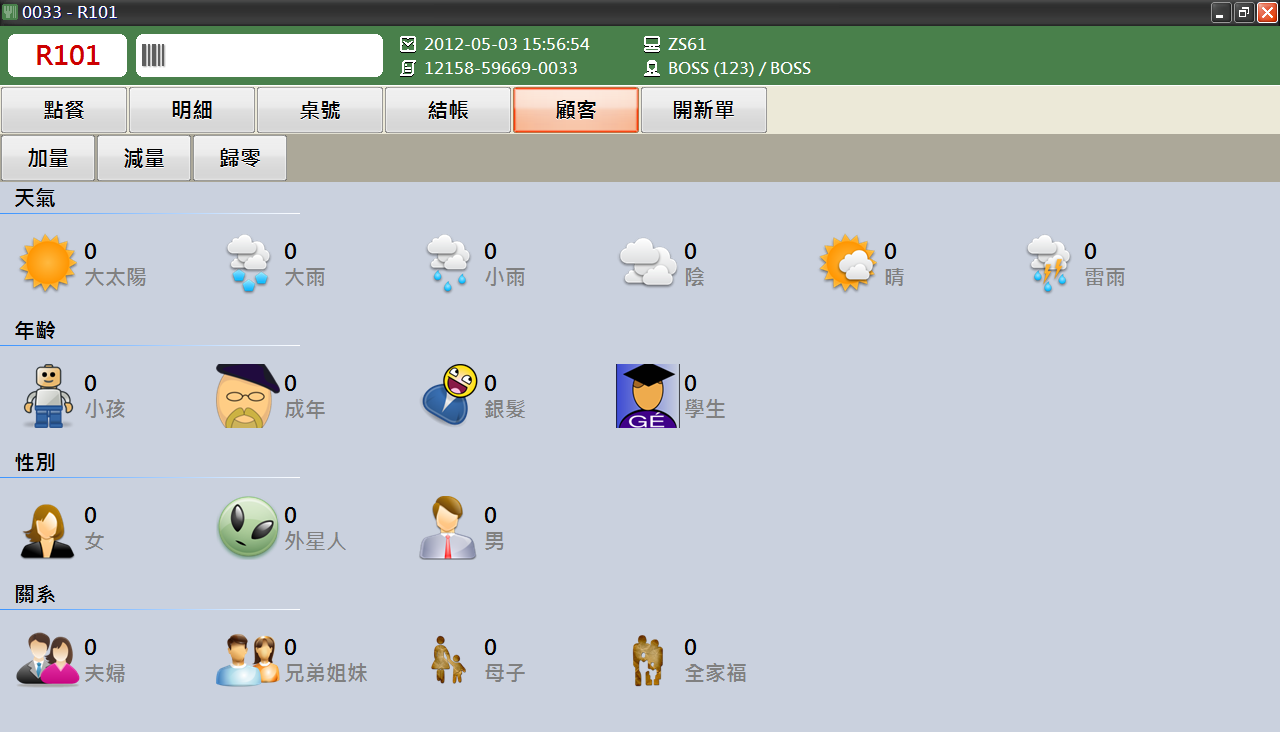 0033 - R101
R101
2012-05-03 15:56:54
ZS61
12158-59669-0033
BOSS (123) / BOSS
點餐 明細 桌號 結帳 顧客 開新單
加量 減量 歸零
天氣
0 0 0 0 0 0
大太陽 大雨 小雨 陰 晴 雷雨
年齡
0 0 0 0
小孩 成年 銀髮 學生
GÉ
性別
0 0 0
女 外星人 男
關系
0 0 0 0
夫婦 兄弟姐妹 母子 全家福